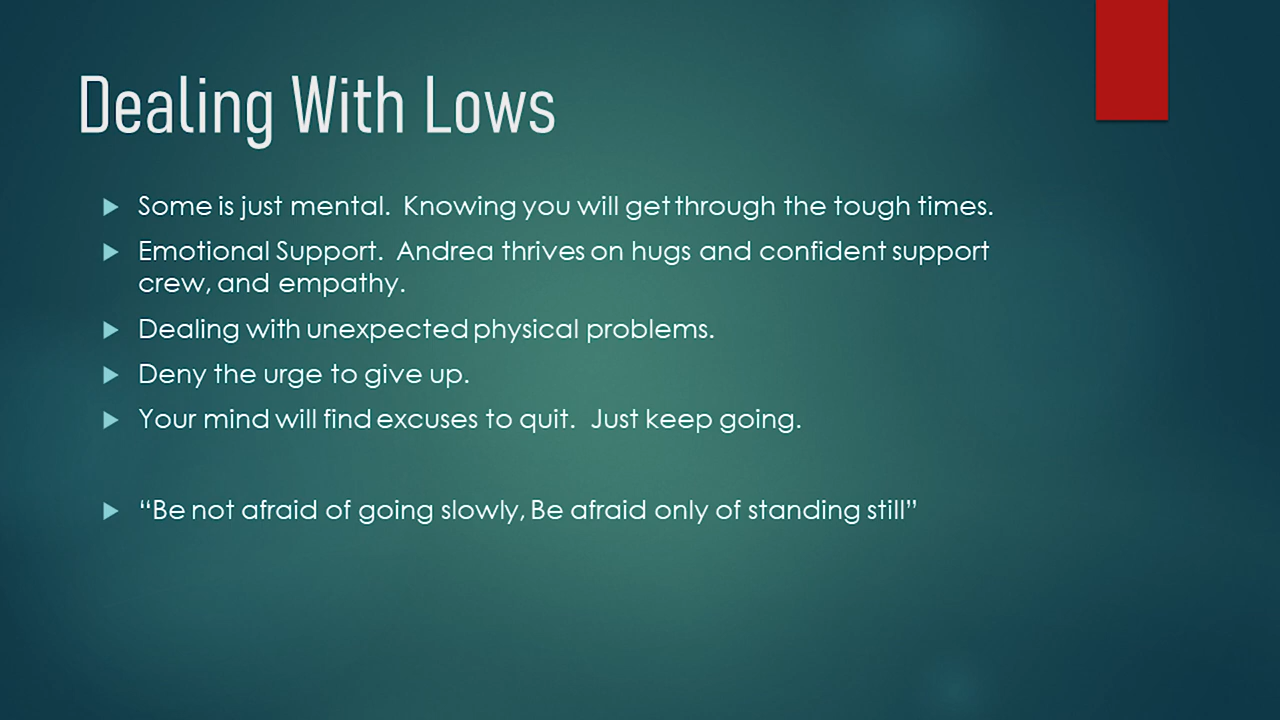 Dealing With Lows
Some is just mental.  Knowing you will get through the tough times.
Emotional Support.  Andrea thrives on hugs and confident support
crew, and empathy.
Dealing with unexpected physical problems.
Deny the urge to give up.
Your mind will find excuses to quit.  Just keep going.
“Be not afraid of going slowly, Be afraid only of standing still”